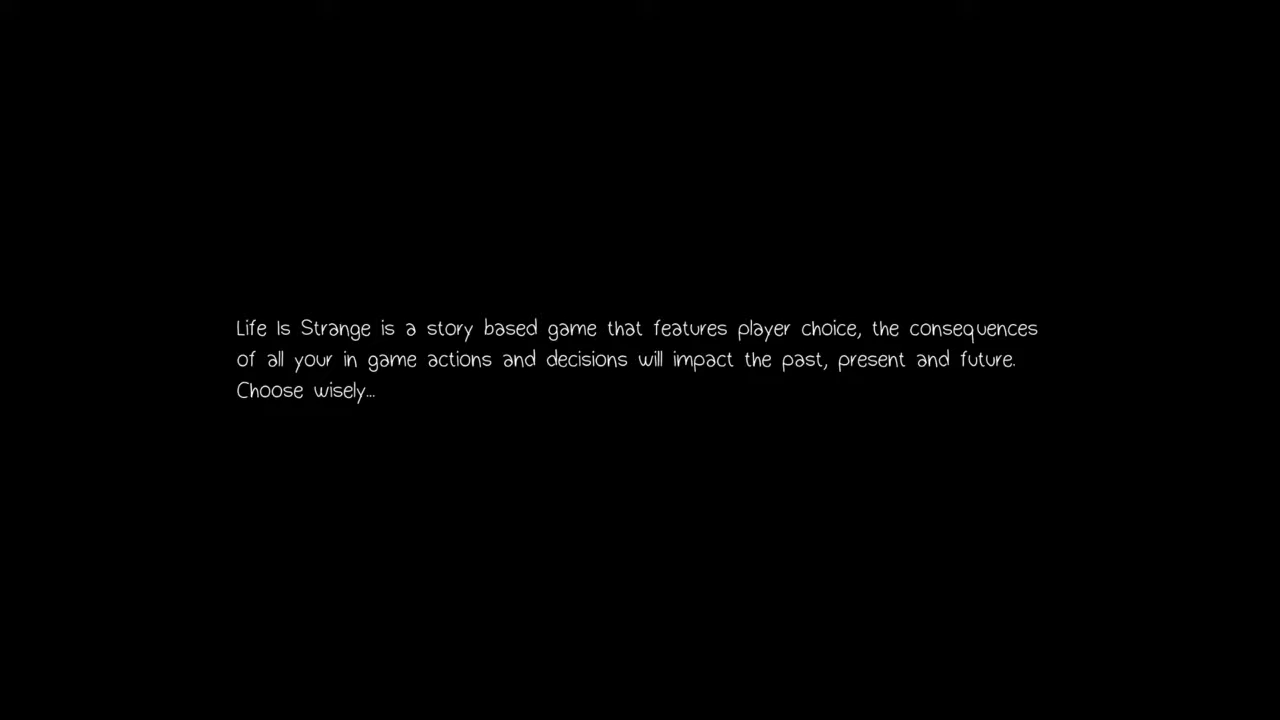 Life Is Strange is a story based game that features player choice, the consequences
of all your in game actions and decisions will impact the past, present and future.
Choose wisely...